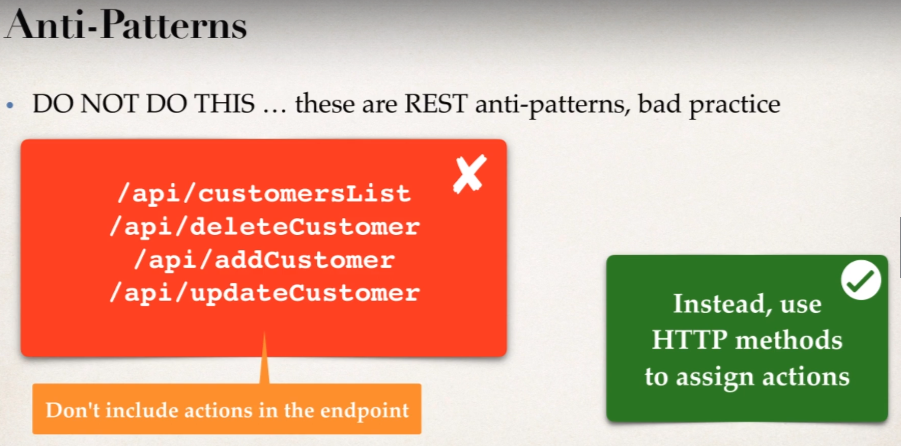 Anti-Patterns
• DO NOT DO THIS … these are REST anti-patterns, bad practice
/api/customersList
/api/deleteCustomer
/api/addCustomer
/api/updateCustomer
Don't include actions in the endpoint
Instead, use
HTTP methods
to assign actions